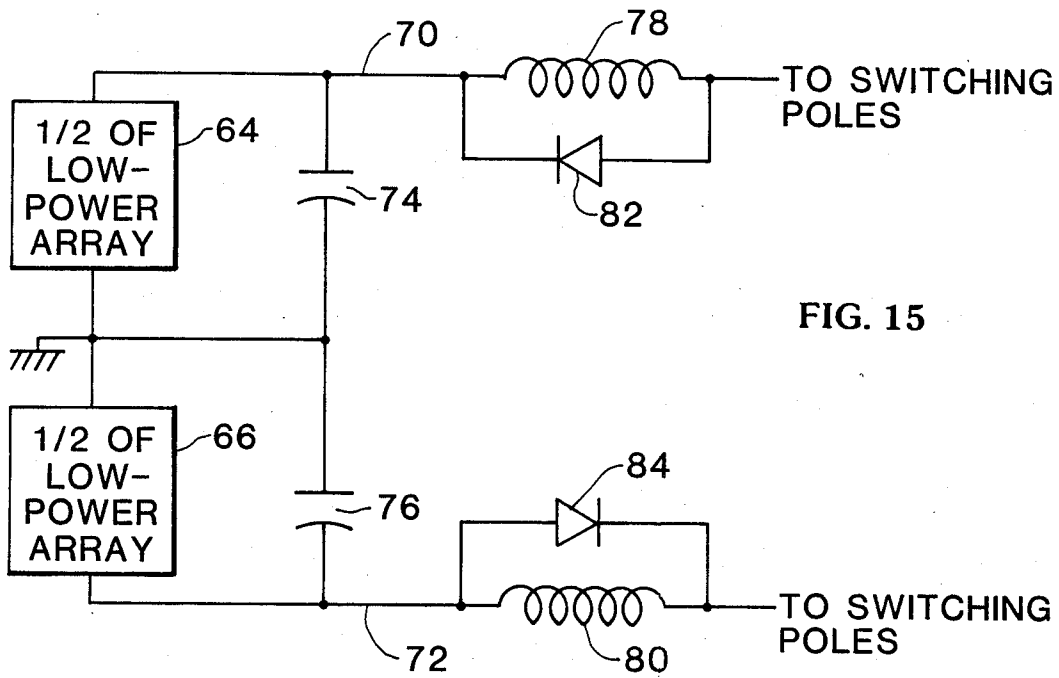 70
78
TO SWITCHING
POLES
1/2 OF
LOW-
POWER
ARRAY
64
74
82
FIG. 15
1/2 OF
LOW-
POWER
ARRAY
66
76
84
72
80
TO SWITCHING
POLES